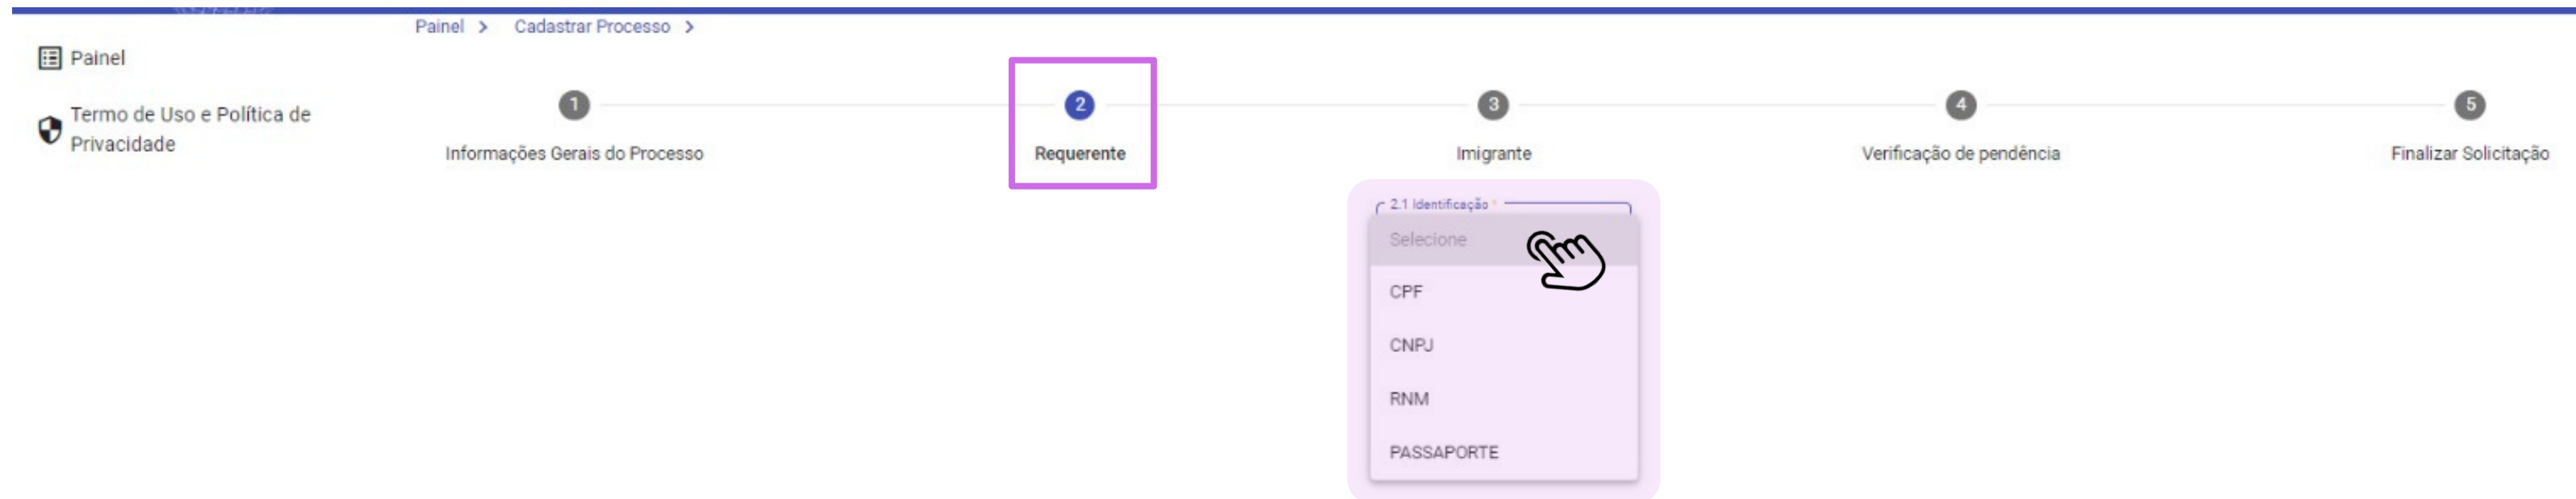 Painel > Cadastrar Processo >
Painel
Termo de Uso e Política de
Privacidade
1
Informações Gerais do Processo
2
Requerente
3
Imigrante
4
Verificação de pendência
5
Finalizar Solicitação
2.1 Identificação *
Selecione
CPF
CNPJ
RNM
PASSAPORTE